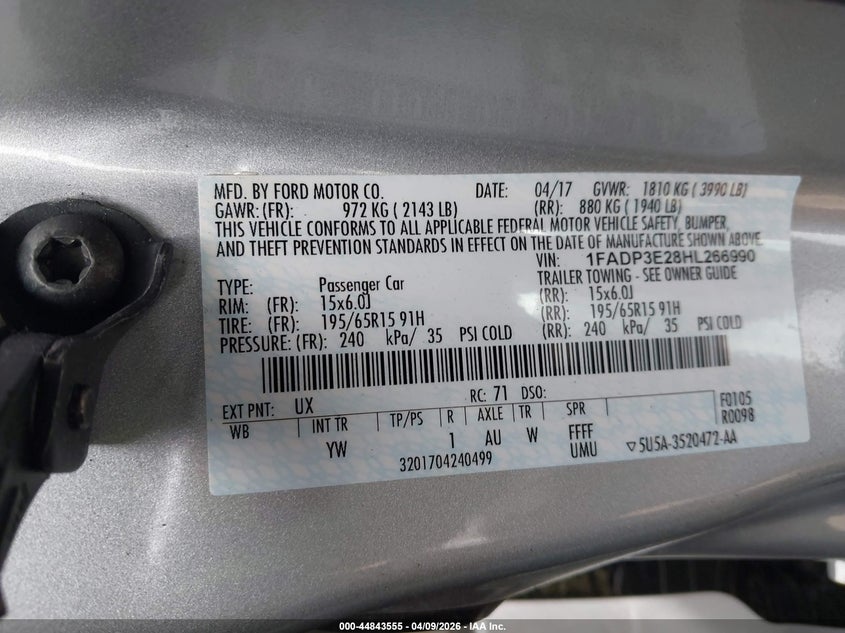 MFD. BY FORD MOTOR CO. DATE: 04/17 GVWR: 1810 KG ( 3990 LB)
GAWR: (FR): 972 KG ( 2143 LB) (RR): 880 KG ( 1940 LB)
THIS VEHICLE CONFORMS TO ALL APPLICABLE FEDERAL MOTOR VEHICLE SAFETY, BUMPER,
AND THEFT PREVENTION STANDARDS IN EFFECT ON THE DATE OF MANUFACTURE SHOWN ABOVE.
VIN: 1FADP3E28HL266990
TYPE: Passenger Car TRAILER TOWING - SEE OWNER GUIDE
RIM: (FR): 15x6.0J (RR): 15x6.0J
TIRE: (FR): 195/65R15 91H (RR): 195/65R15 91H
PRESSURE: (FR): 240 kPa/ 35 PSI COLD (RR): 240 kPa/ 35 PSI COLD
EXT PNT: UX RC: 71 DSO: F0105
WB INT TR TP/PS R AXLE TR SPR R0098
YW 1 AU W FFFF
3201704240499 UMU ▽5U5A-3520472-AA
000-44843555 - 04/09/2026 - IAA Inc.